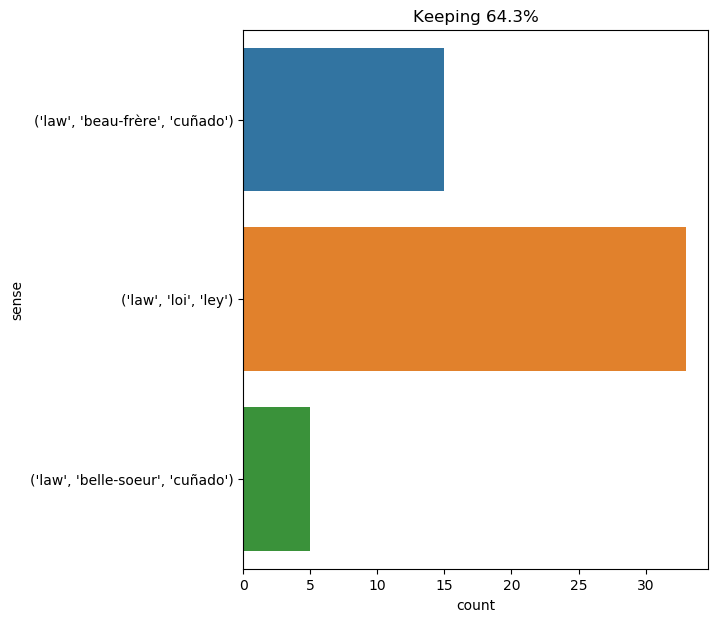 Keeping 64.3%
('law', 'beau-frère', 'cuñado')
('law', 'loi', 'ley')
('law', 'belle-soeur', 'cuñado')
sense
0 5 10 15 20 25 30
count